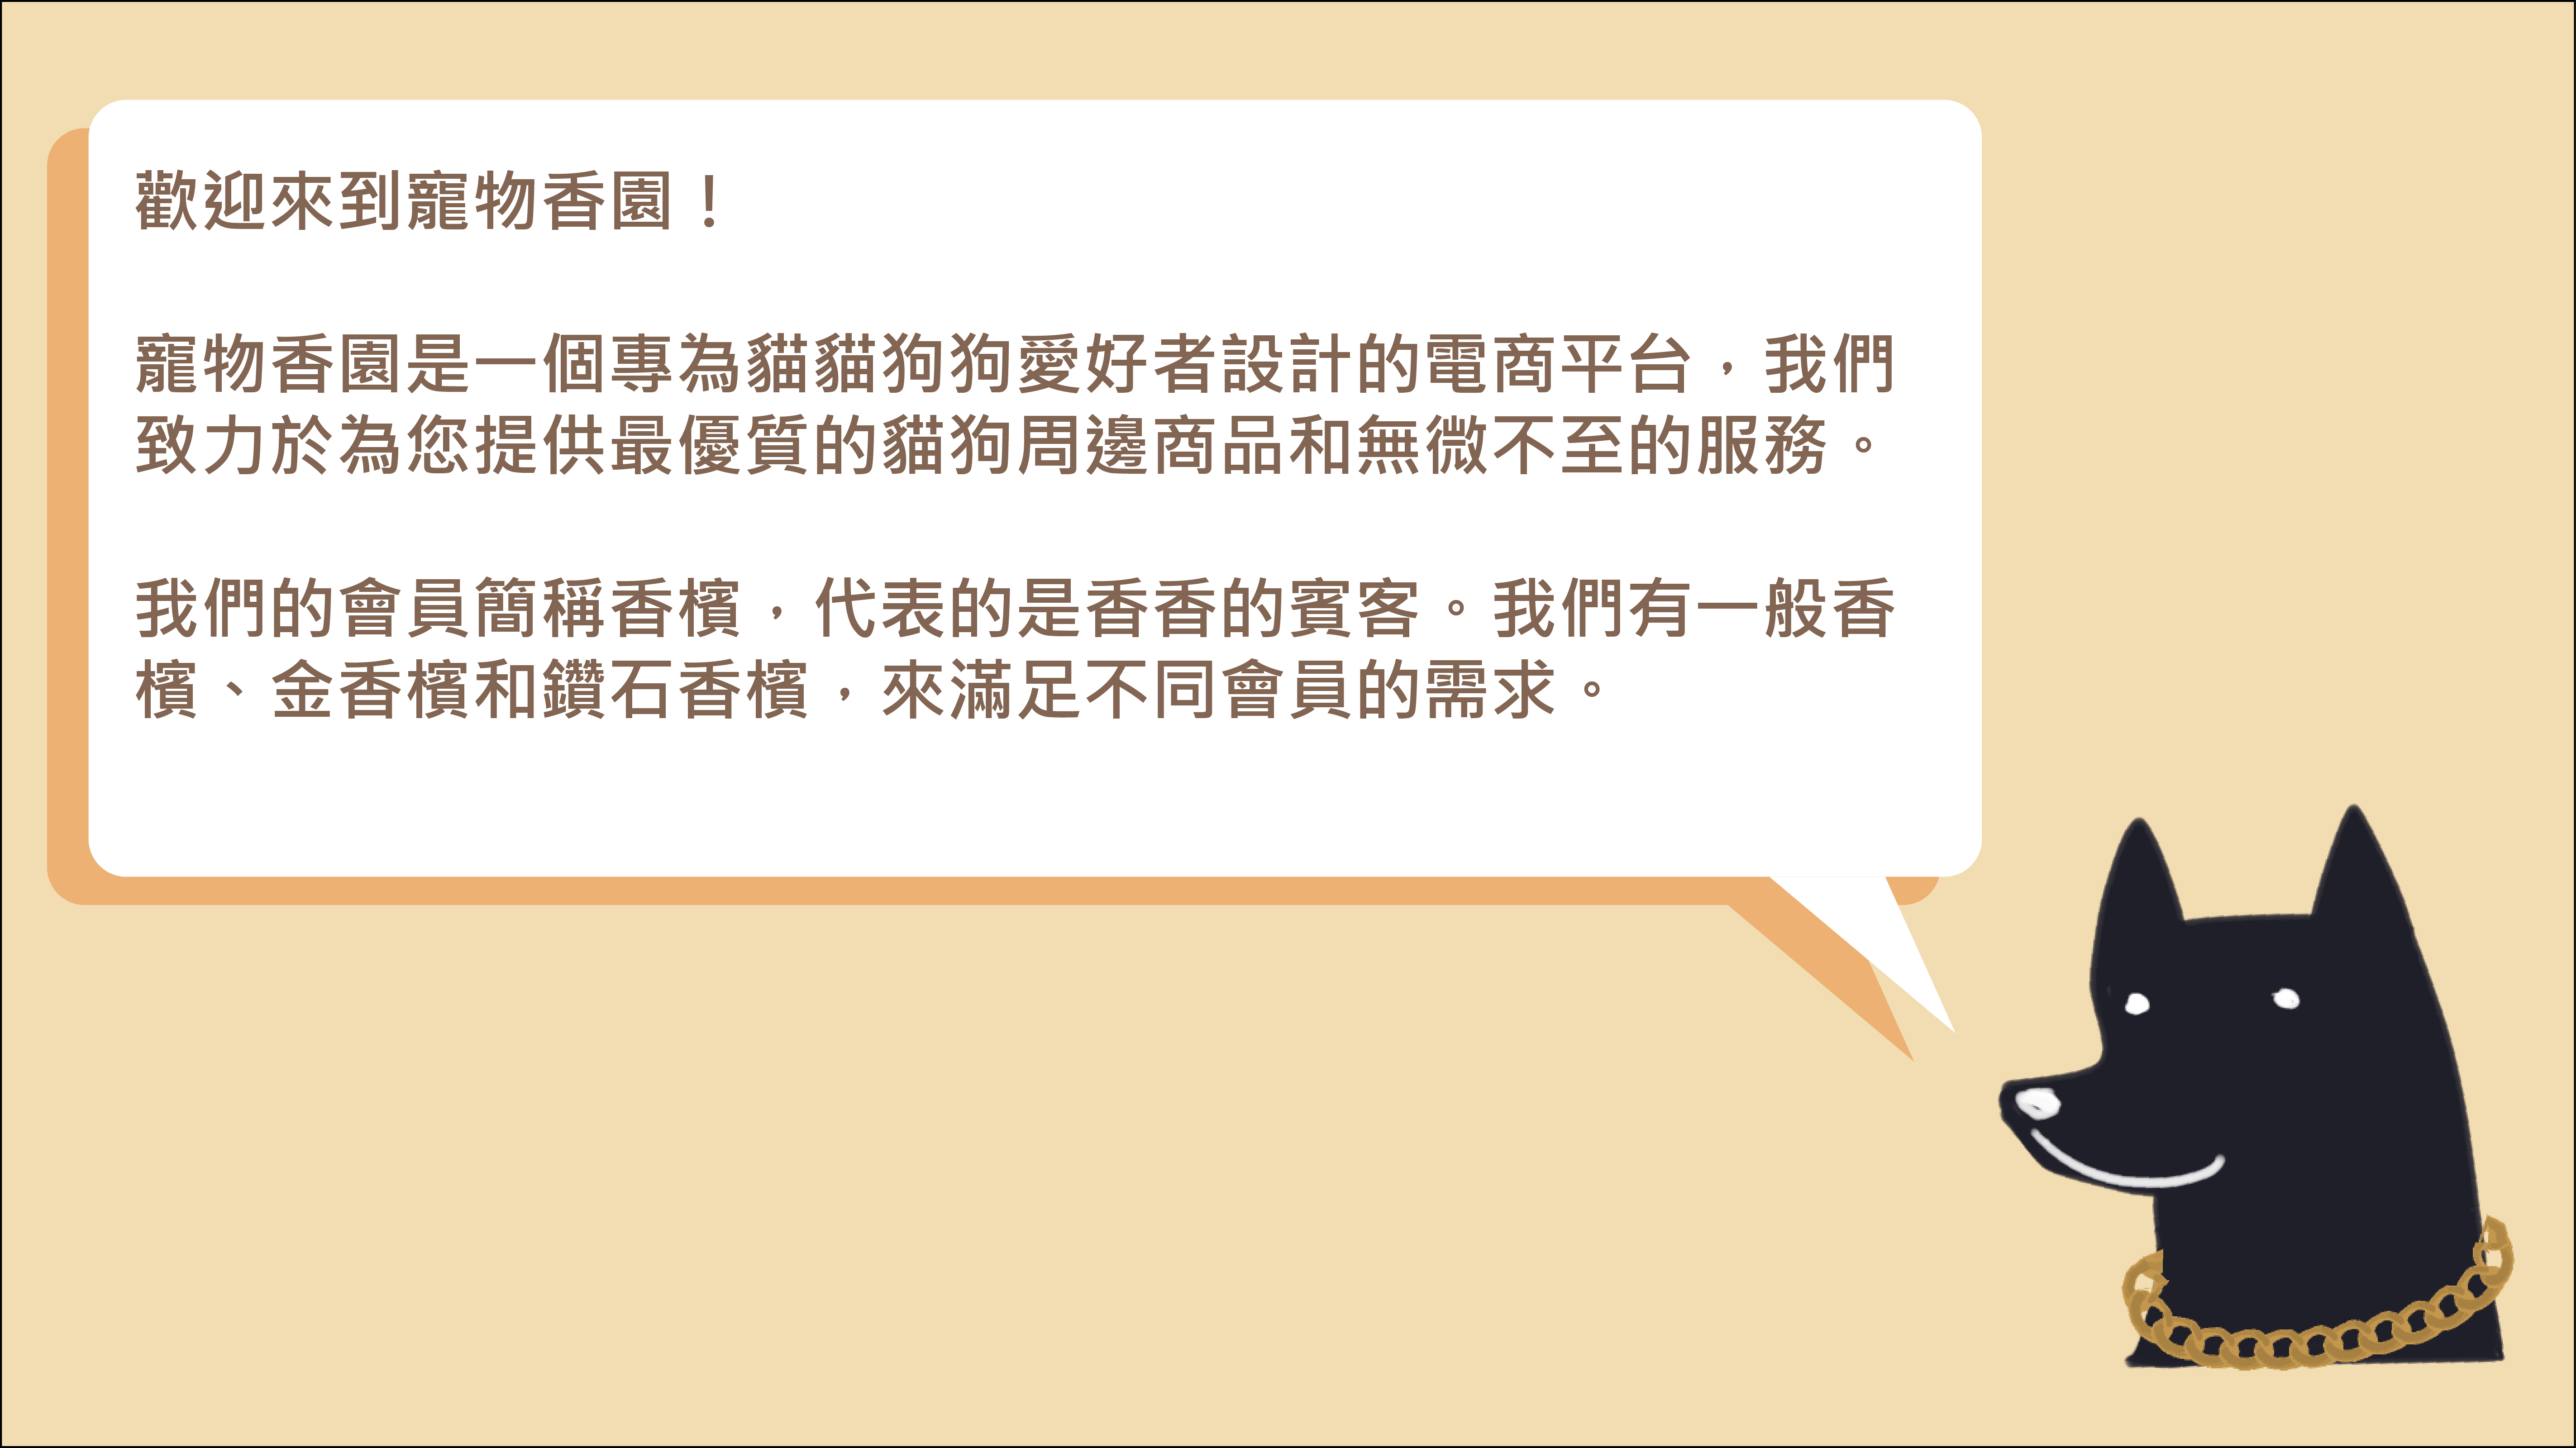 歡迎來到寵物香園！
寵物香園是一個專為貓貓狗狗愛好者設計的電商平台，我們
致力於為您提供最優質的貓狗周邊商品和無微不至的服務。
我們的會員簡稱香檳，代表的是香香的賓客。我們有一般香
檳、金香檳和鑽石香檳，來滿足不同會員的需求。